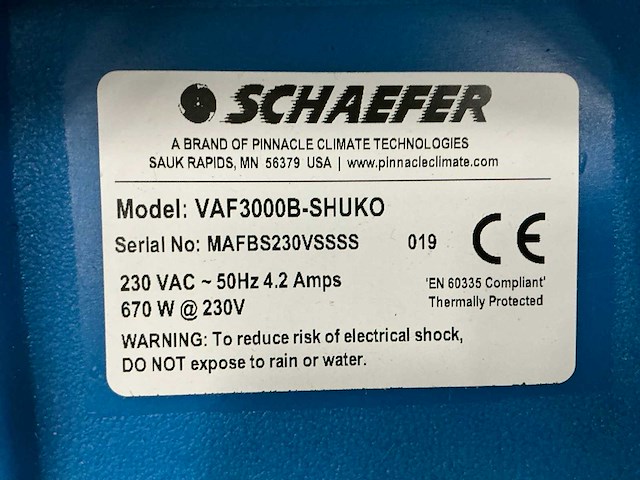 SCHAEFER
A BRAND OF PINNACLE CLIMATE TECHNOLOGIES
SAUK RAPIDS, MN 56379 USA | www.pinnacleclimate.com
Model: VAF3000B-SHUKO
Serial No: MAFBS230VSSSS 019
CE
230 VAC ~ 50Hz 4.2 Amps
670 W @ 230V
'EN 60335 Compliant'
Thermally Protected
WARNING: To reduce risk of electrical shock,
DO NOT expose to rain or water.